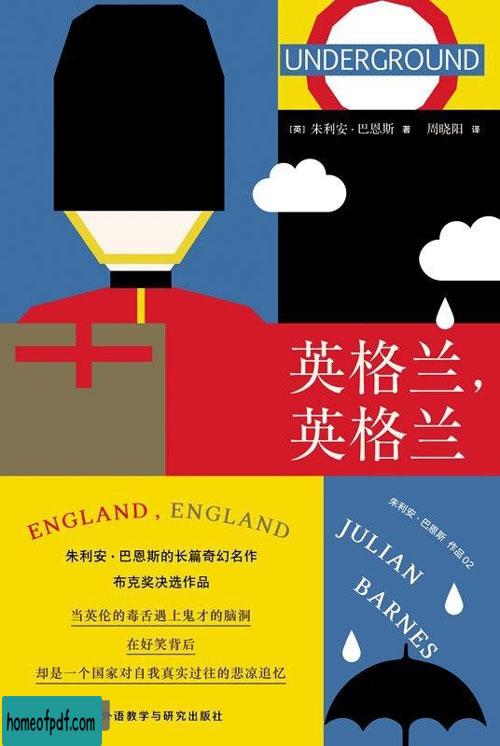 UNDERGROUND
[英] 朱利安·巴恩斯 著 周晓阳 译
英格兰,
英格兰
ENGLAND, ENGLAND
朱利安·巴恩斯的长篇奇幻名作
布克奖决选作品
当英伦的毒舌遇上鬼才的脑洞
在好笑背后
却是一个国家对自我真实过往的悲凉追忆
朱利安·巴恩斯 作品02
JULIAN
BARNES
外语教学与研究出版社
homeofpdf.com